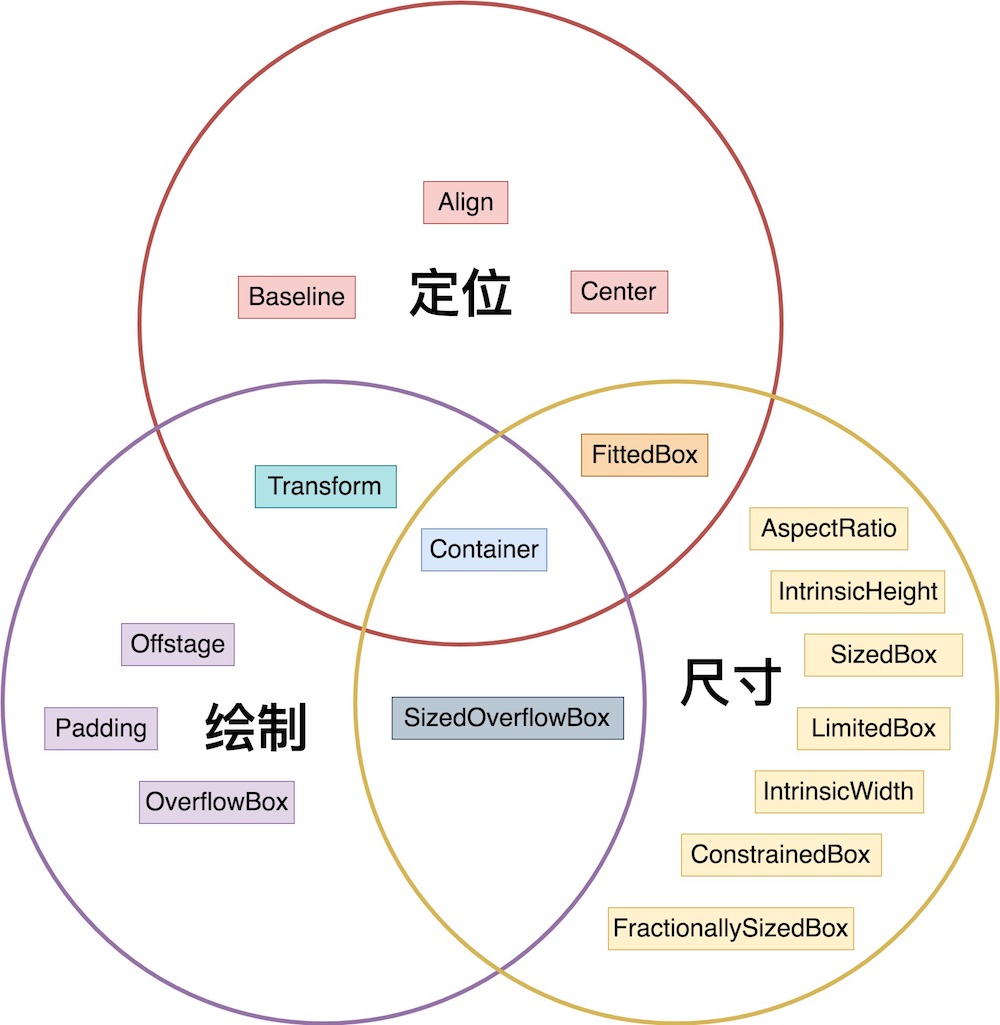 Align
Baseline
定位
Center
FittedBox
Transform
Container
AspectRatio
IntrinsicHeight
Offstage
SizedBox
尺寸
SizedOverflowBox
Padding
绘制
LimitedBox
IntrinsicWidth
OverflowBox
ConstrainedBox
FractionallySizedBox